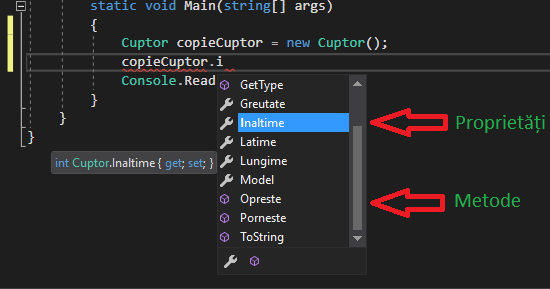 static void Main(string[] args)
{
Cuptor copieCuptor = new Cuptor();
copieCuptor.i
Console.Read
}
}
}
GetType
Greutate
Inaltime
Latime
Lungime
Model
Opreste
Porneste
ToString
int Cuptor.Inaltime { get; set; }
Proprietăți
Metode